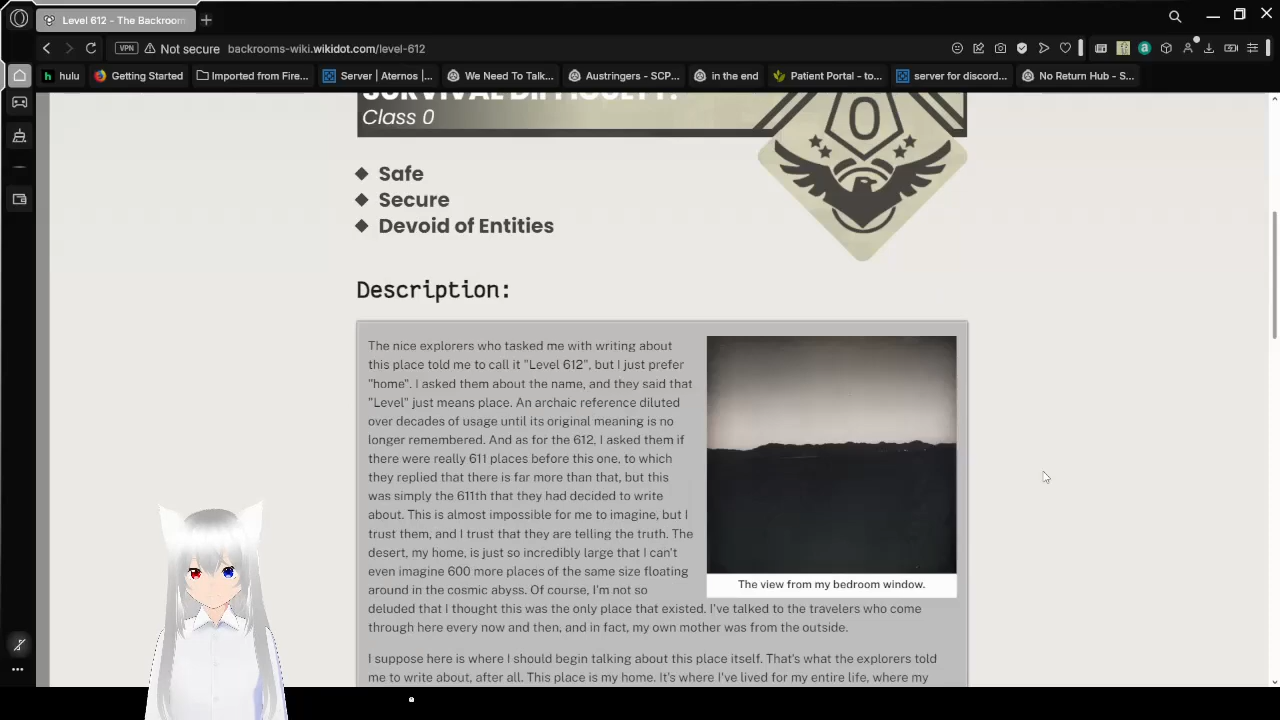 Level 612 - The Backroom
VPN Not secure backrooms-wiki.wikidot.com/level-612
hulu Getting Started Imported from Fire... Server | Aternos |... We Need To Talk... Austringers - SCP... in the end Patient Portal - to... server for discord... No Return Hub - S...
SURVIVAL DIFFICULTY:
Class 0
0
Safe
Secure
Devoid of Entities
Description:
The nice explorers who tasked me with writing about
this place told me to call it "Level 612", but I just prefer
"home". I asked them about the name, and they said that
"Level" just means place. An archaic reference diluted
over decades of usage until its original meaning is no
longer remembered. And as for the 612, I asked them if
there were really 611 places before this one, to which
they replied that there is far more than that, but this
was simply the 611th that they had decided to write
about. This is almost impossible for me to imagine, but I
trust them, and I trust that they are telling the truth. The
desert, my home, is just so incredibly large that I can't
even imagine 600 more places of the same size floating
around in the cosmic abyss. Of course, I'm not so
deluded that I thought this was the only place that existed. I've talked to the travelers who come
through here every now and then, and in fact, my own mother was from the outside.
The view from my bedroom window.
I suppose here is where I should begin talking about this place itself. That's what the explorers told
me to write about, after all. This place is my home. It's where I've lived for my entire life, where my